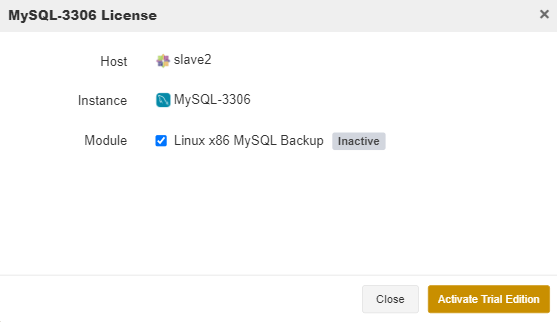 MySQL-3306 License ×
Host slave2
Instance MySQL-3306
Module Linux x86 MySQL Backup Inactive
Close Activate Trial Edition